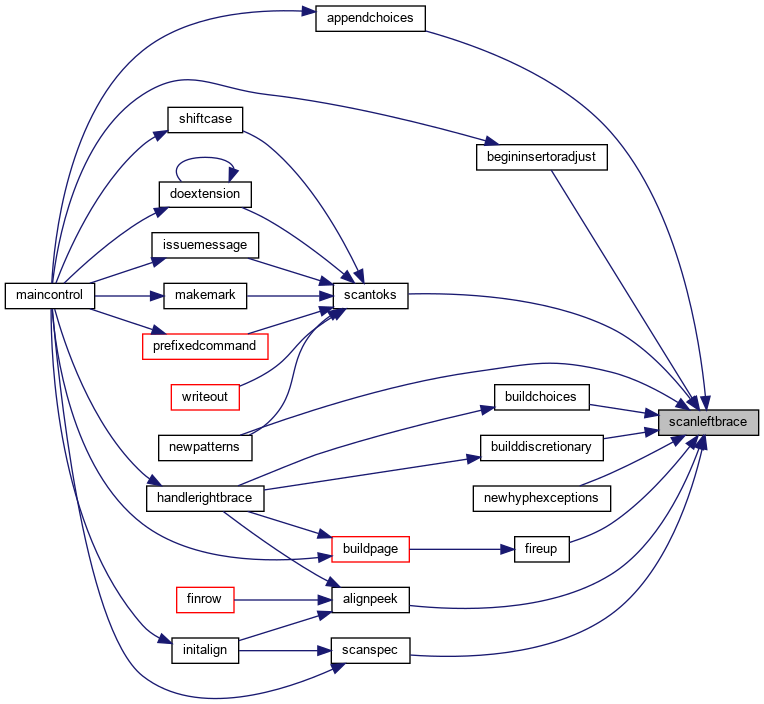 appendchoices
shiftcase
begininsertoradjust
doextension
issuemessage
maincontrol
makemark
scantoks
prefixedcommand
writeout
buildchoices
scanleftbrace
newpatterns
builddiscretionary
handlerightbrace
newhyphexceptions
buildpage
fireup
finrow
alignpeek
initalign
scanspec